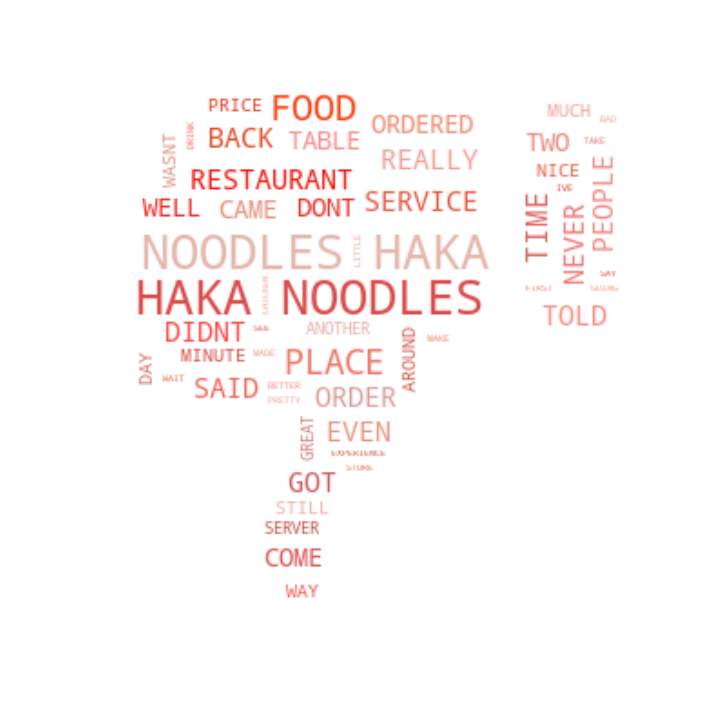 PRICE FOOD
BACK TABLE ORDERED
WASNT DRINK REALLY
RESTAURANT
WELL CAME DONT SERVICE
NOODLES LITTLE HAKA
HAKA CHICKEN NOODLES
DIDNT ANOTHER
MINUTE MADE PLACE AROUND MAKE
DAY WAIT SAID BETTER
PRETTY ORDER
GREAT EVEN
EXPERIENCE
STORE
GOT
STILL
SERVER
COME
WAY
MUCH BAD
TWO TAKE
NICE
IVE
TIME NEVER PEOPLE
SAY
TOLD